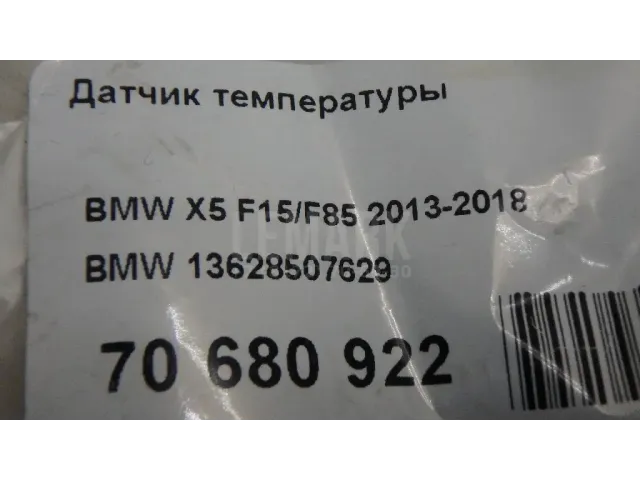 Датчик температуры
BMW X5 F15/F85 2013-2018
BMW 13628507629
70 680 922